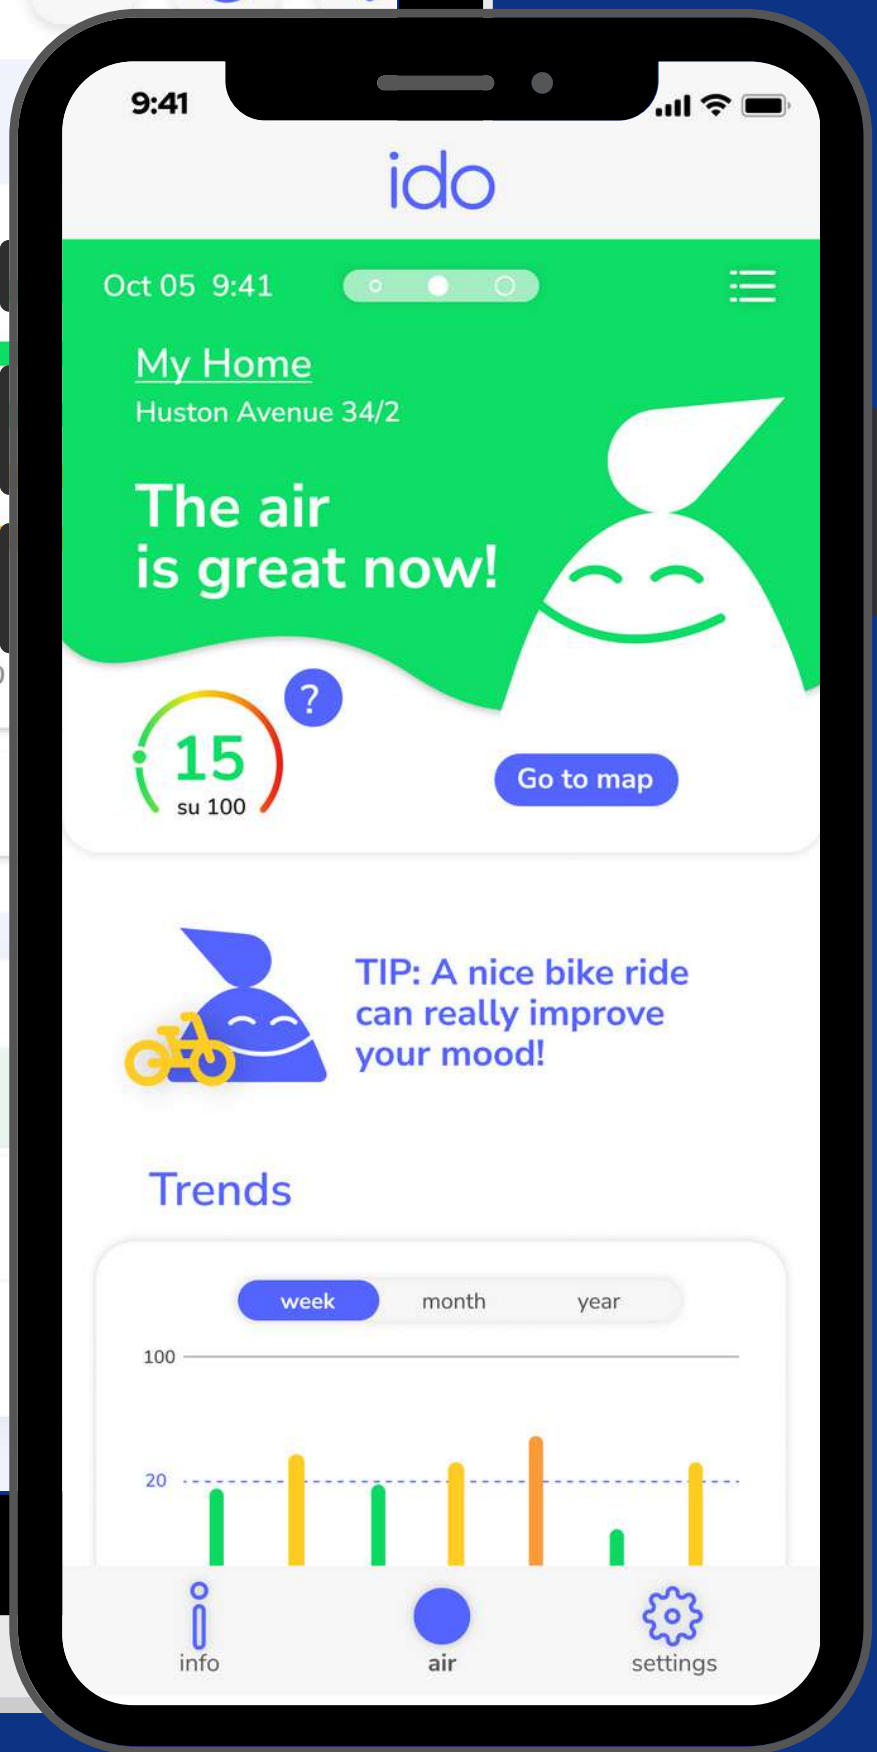 9:41
ido
Oct 05 9:41
My Home
Huston Avenue 34/2
The air
is great now!
?
15
su 100
Go to map
TIP: A nice bike ride
can really improve
your mood!
Trends
week month year
100
20
info air settings